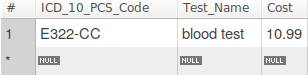 # ICD_10_PCS_Code Test_Name Cost
1 E322-CC blood test 10.99
* NULL NULL NULL